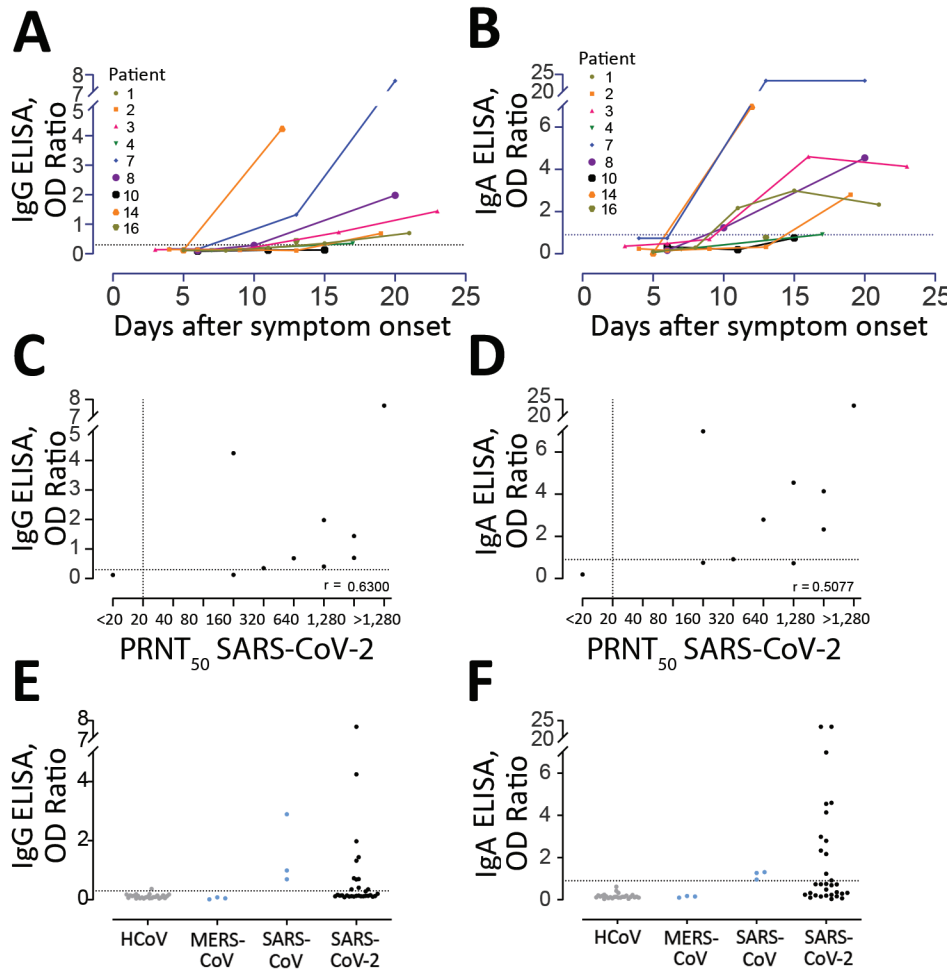 A
IgG ELISA,
OD Ratio
8
7
5
4
3
2
1
0
Patient
1
2
3
4
7
8
10
14
16
0 5 10 15 20 25
Days after symptom onset
B
IgA ELISA,
OD Ratio
25
20
6
4
2
0
Patient
1
2
3
4
7
8
10
14
16
0 5 10 15 20 25
Days after symptom onset
C
IgG ELISA,
OD Ratio
8
7
5
4
3
2
1
0
r = 0.6300
<20 20 40 80 160 320 640 1,280 >1,280
PRNT50 SARS-CoV-2
D
IgA ELISA,
OD Ratio
25
20
6
4
2
0
r = 0.5077
<20 20 40 80 160 320 640 1,280 >1,280
PRNT50 SARS-CoV-2
E
IgG ELISA,
OD Ratio
8
7
4
2
0
HCoV MERS- SARS- SARS-
CoV CoV CoV-2
F
IgA ELISA,
OD Ratio
25
20
6
4
2
0
HCoV MERS- SARS- SARS-
CoV CoV CoV-2